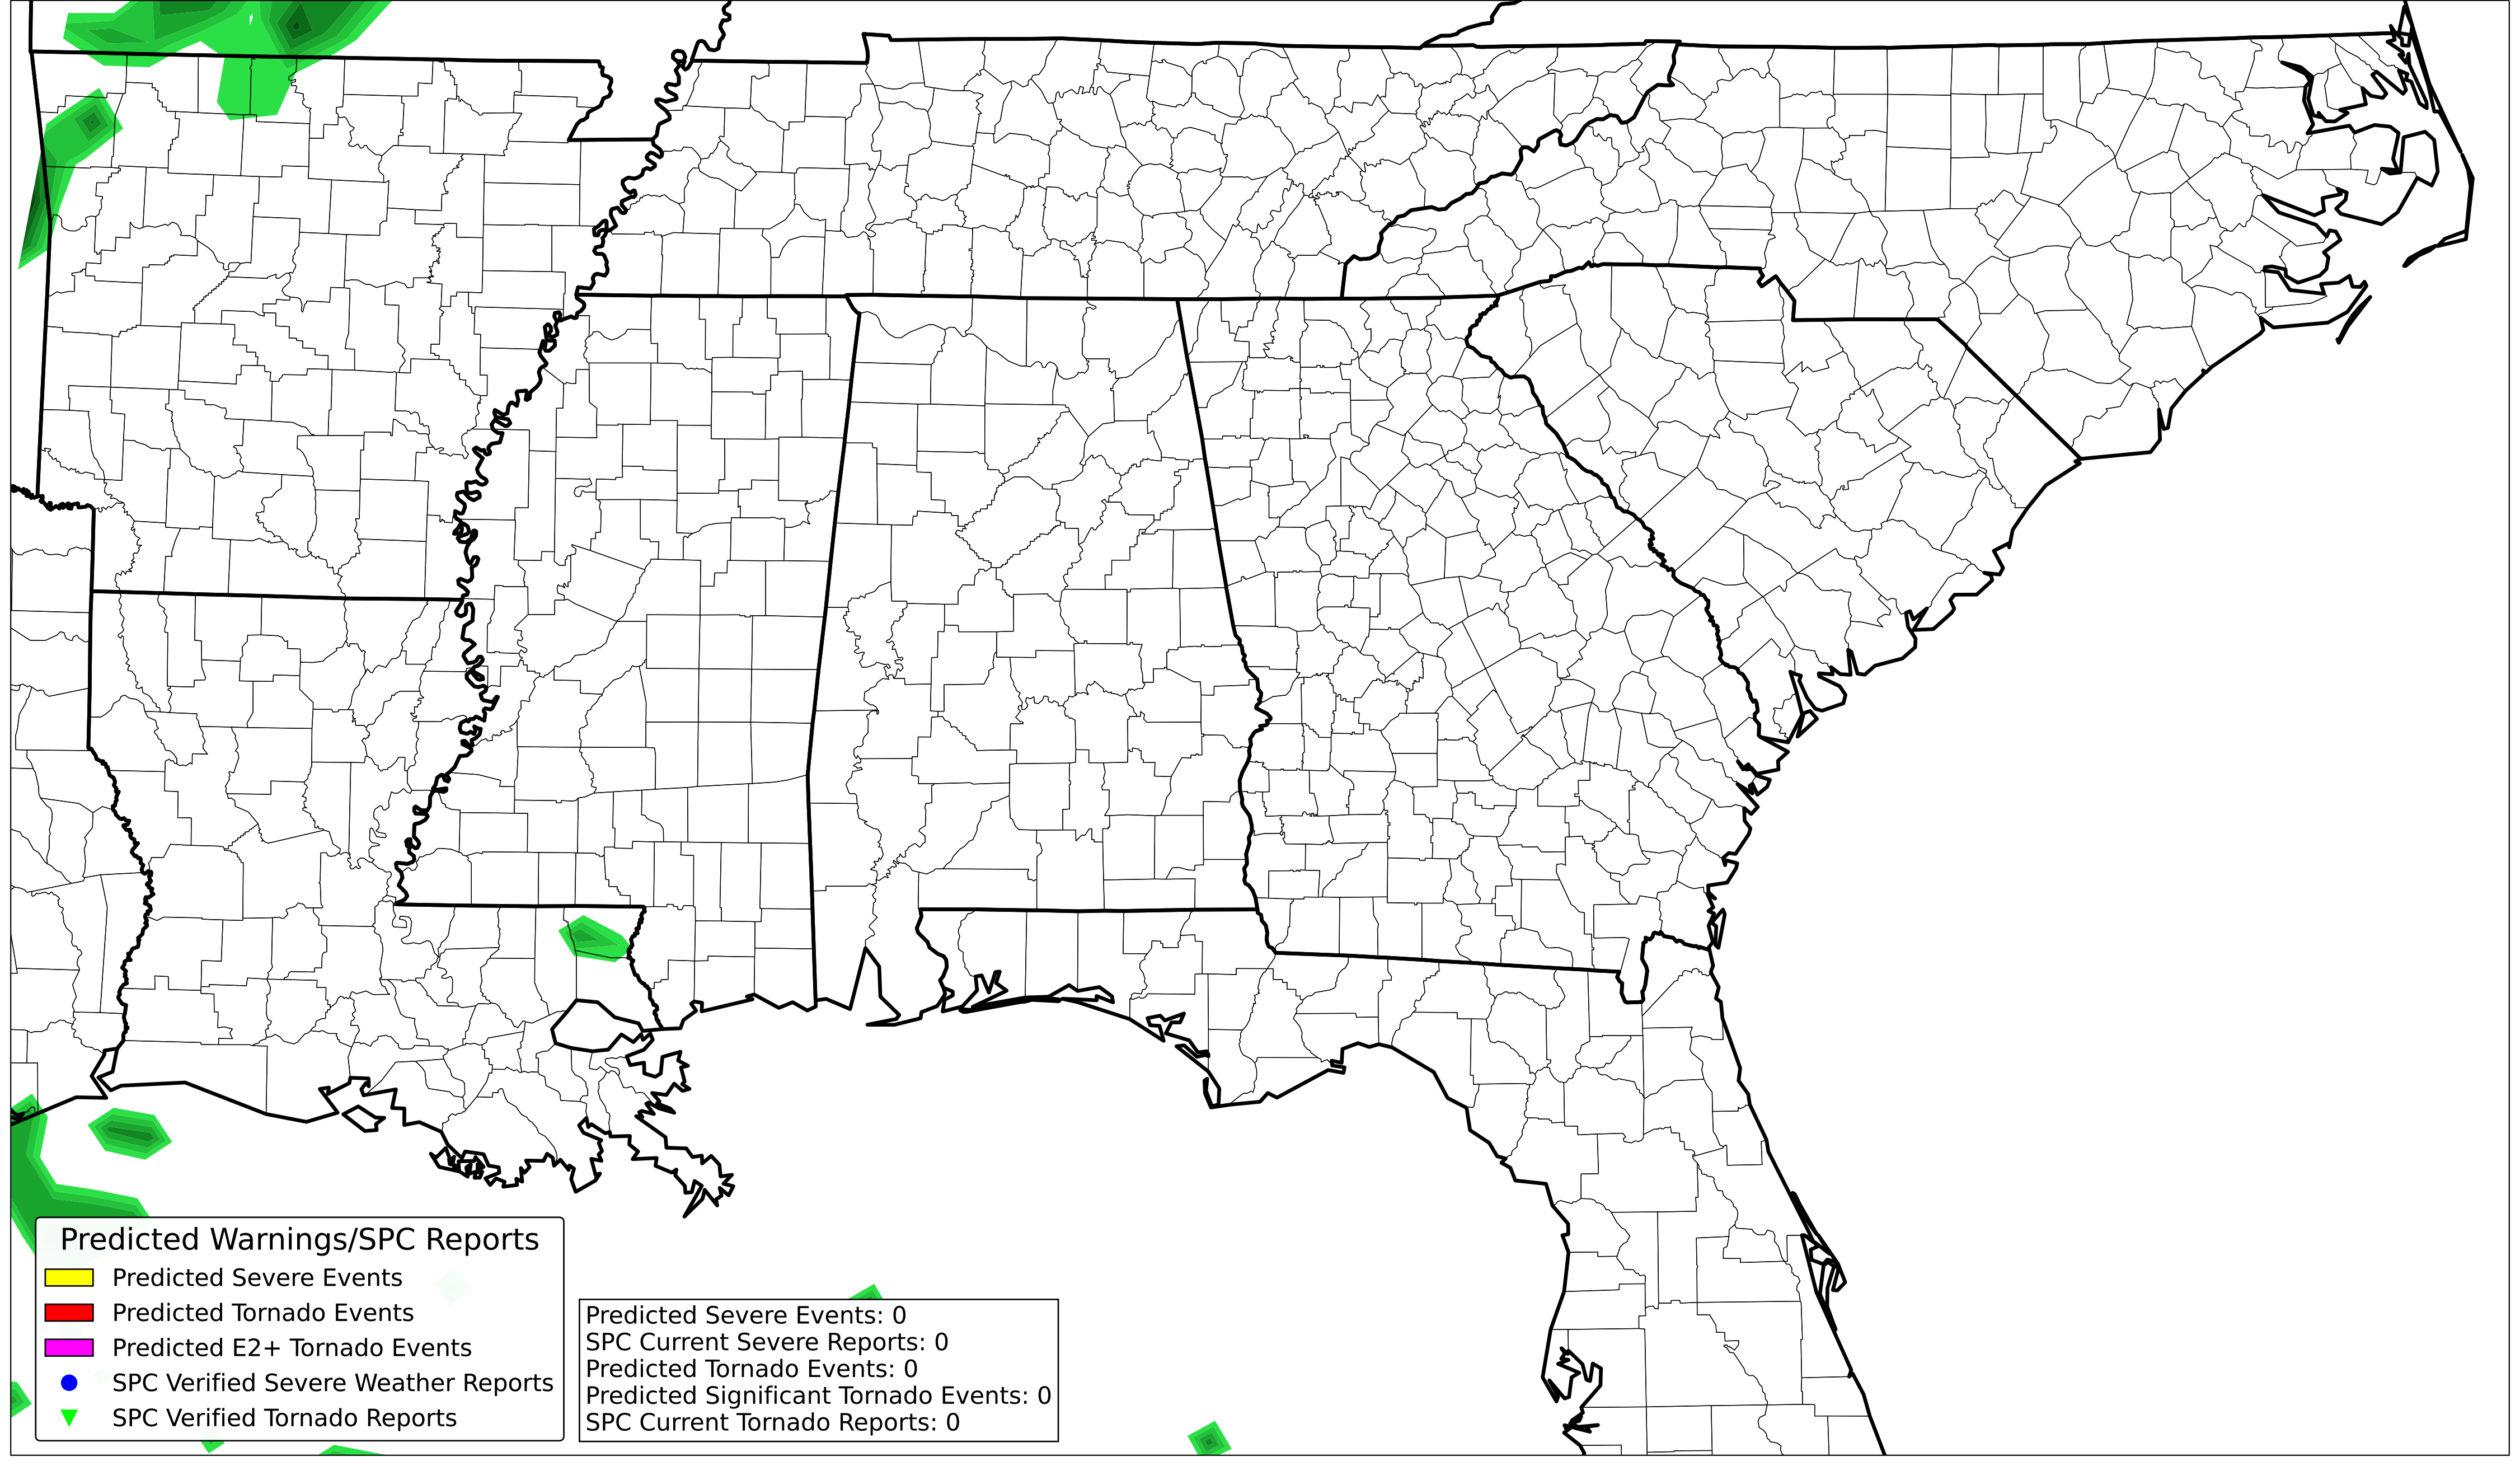 Predicted Warnings/SPC Reports
Predicted Severe Events
Predicted Tornado Events
Predicted E2+ Tornado Events
SPC Verified Severe Weather Reports
SPC Verified Tornado Reports
Predicted Severe Events: 0
SPC Current Severe Reports: 0
Predicted Tornado Events: 0
Predicted Significant Tornado Events: 0
SPC Current Tornado Reports: 0